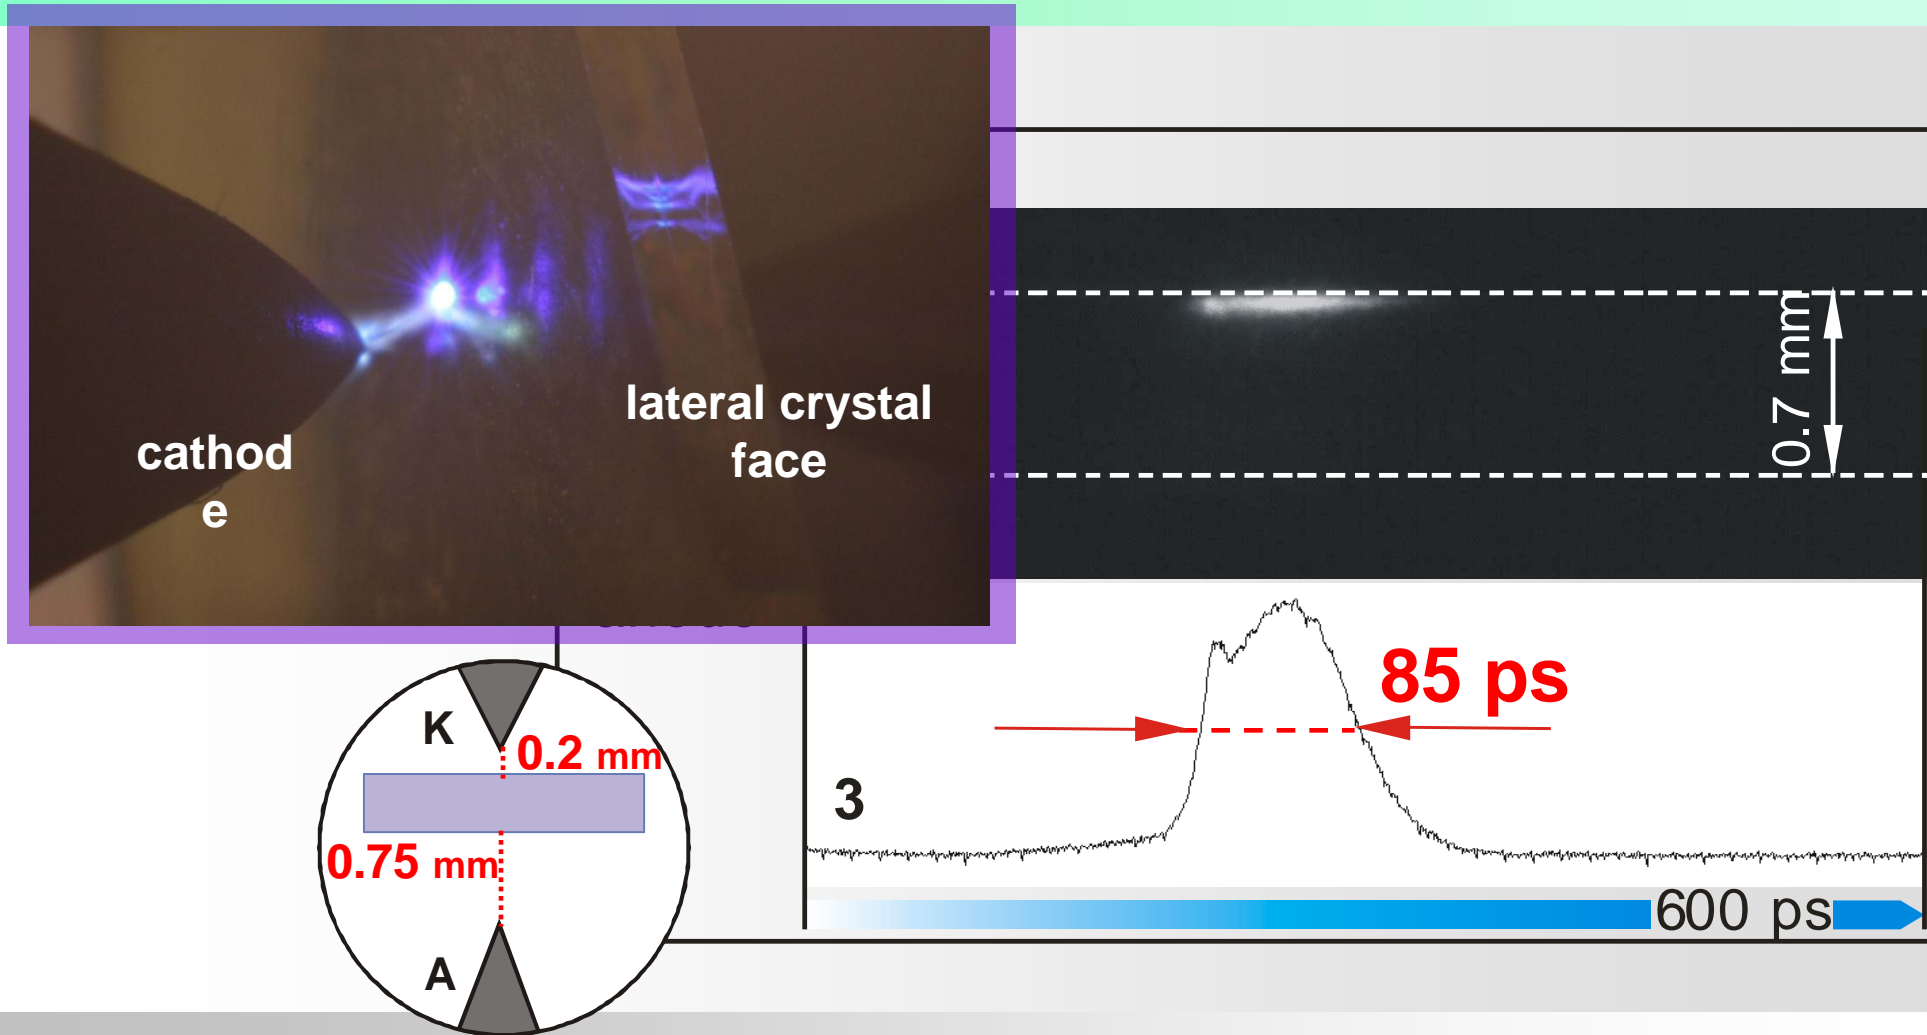 lateral crystal
face
cathod
e
0.7 mm
85 ps
K
0.2 mm
3
0.75 mm
600 ps
A